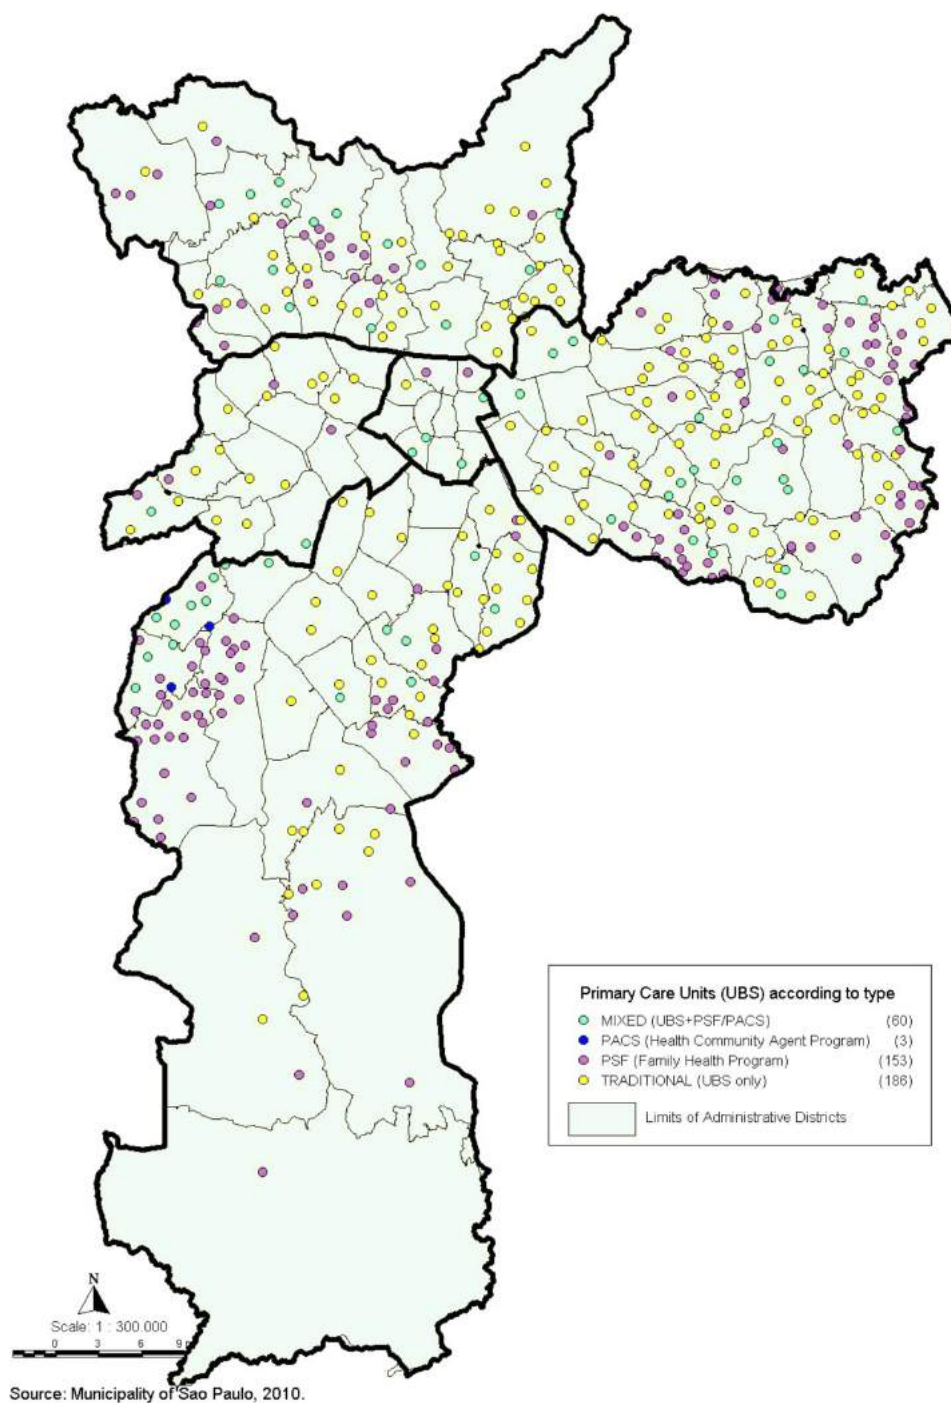 Primary Care Units (UBS) according to type
MIXED (UBS+PSF/PACS) (60)
PACS (Health Community Agent Program) (3)
PSF (Family Health Program) (153)
TRADITIONAL (UBS only) (186)
Limits of Administrative Districts
N
Scale: 1 : 300.000
0 3 6 9
Source: Municipality of Sao Paulo, 2010.